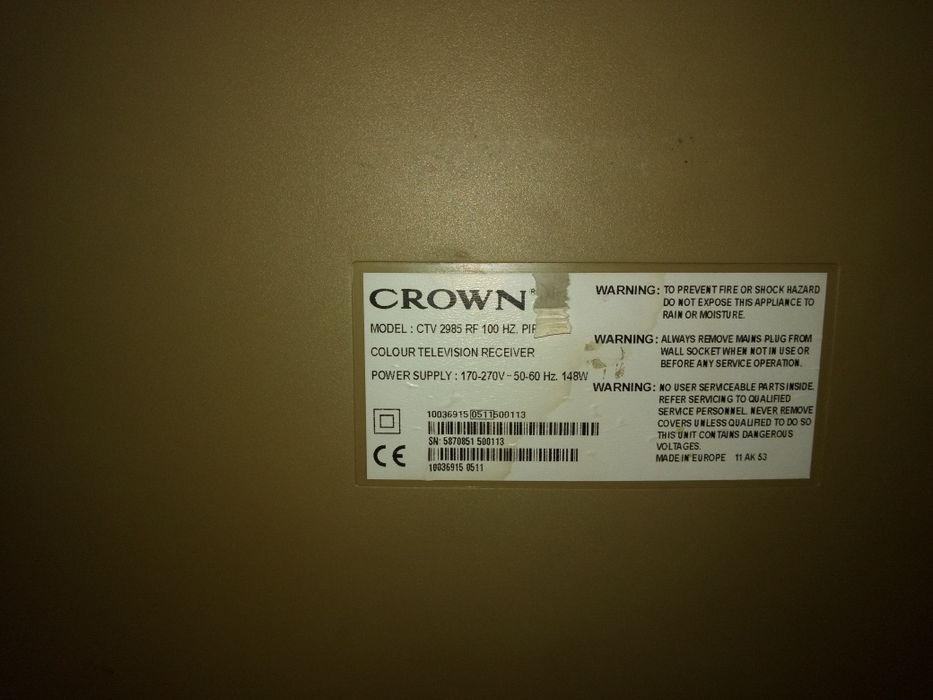 CROWN®
MODEL : CTV 2985 RF 100 HZ. PIP
COLOUR TELEVISION RECEIVER
POWER SUPPLY : 170-270V~50-60 Hz. 148W
10036915 0511 500113
SN: 5870851 500113
10036915 0511
CE
WARNING: TO PREVENT FIRE OR SHOCK HAZARD
DO NOT EXPOSE THIS APPLIANCE TO
RAIN OR MOISTURE.
WARNING: ALWAYS REMOVE MAINS PLUG FROM
WALL SOCKET WHEN NOT IN USE OR
BEFORE ANY SERVICE OPERATION.
WARNING: NO USER SERVICEABLE PARTS INSIDE.
REFER SERVICING TO QUALIFIED
SERVICE PERSONNEL. NEVER REMOVE
COVERS UNLESS QUALIFIED TO DO SO
THIS UNIT CONTAINS DANGEROUS
VOLTAGES.
MADE IN EUROPE 11 AK 53